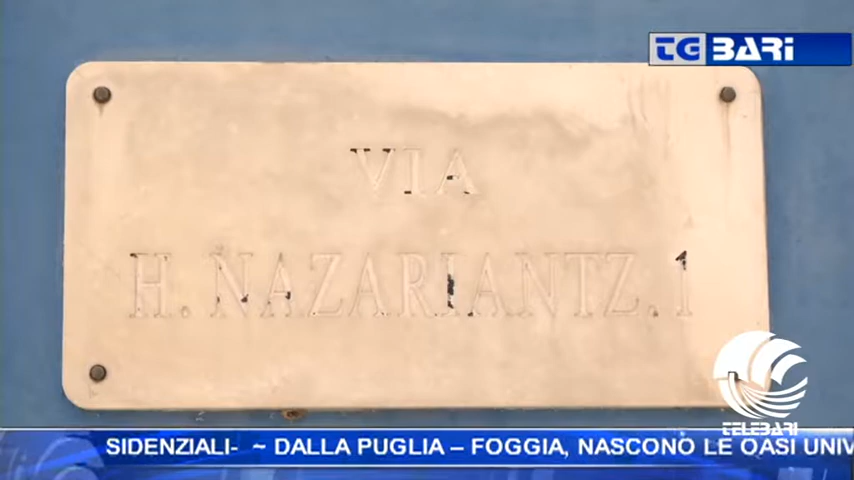 TG BARI
VIA
H. NAZARIANTZ. 1
TELEBARI
SIDENZIALI- ~ DALLA PUGLIA – FOGGIA, NASCONO LE OASI UNIV